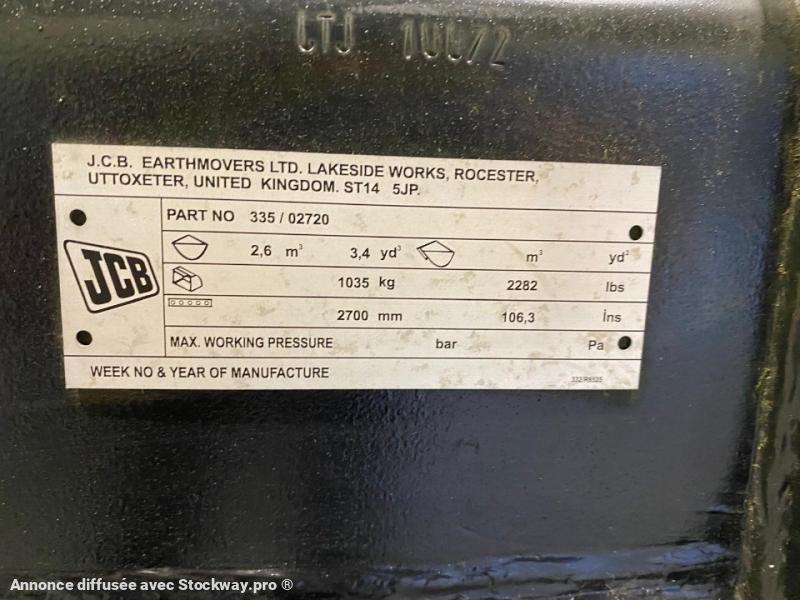 J.C.B. EARTHMOVERS LTD. LAKESIDE WORKS, ROCESTER,
UTTOXETER, UNITED KINGDOM. ST14 5JP.
PART NO 335 / 02720
2,6 m³ 3,4 yd³ m³ yd³
JCB
1035 kg 2282 lbs
2700 mm 106,3 İns
MAX. WORKING PRESSURE bar Pa
WEEK NO & YEAR OF MANUFACTURE
Annonce diffusée avec Stockway.pro ®